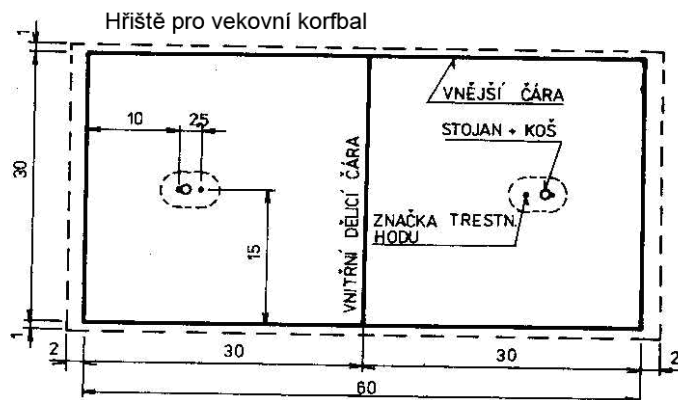 Hřiště pro vekovní korfbal
1
VNĚJŠÍ ČÁRA
10
25
STOJAN + KOŠ
30
VNITŘNÍ DĚLICÍ ČÁRA
15
ZNAČKA TRESTN.
HODU
1
2
30
30
2
60